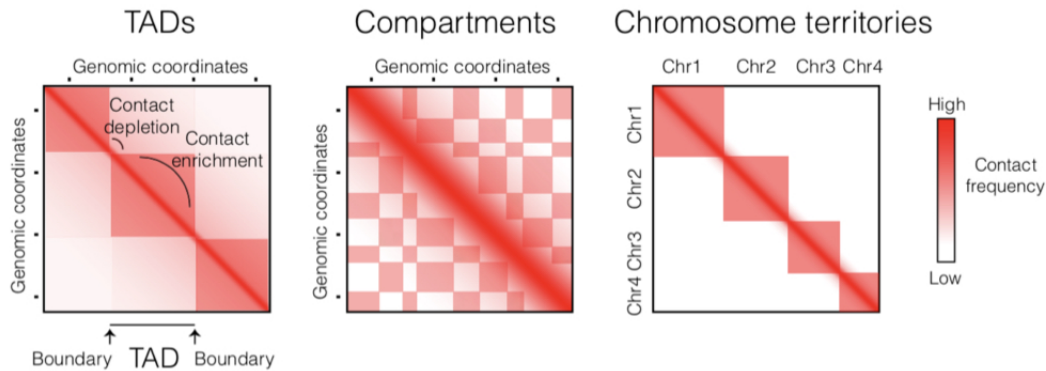 TADs
Genomic coordinates
Genomic coordinates
Contact
depletion
Contact
enrichment
Boundary
TAD
Boundary
Compartments
Genomic coordinates
Genomic coordinates
Chromosome territories
Chr1 Chr2 Chr3 Chr4
Chr1
Chr2
Chr3
Chr4
High
Contact
frequency
Low